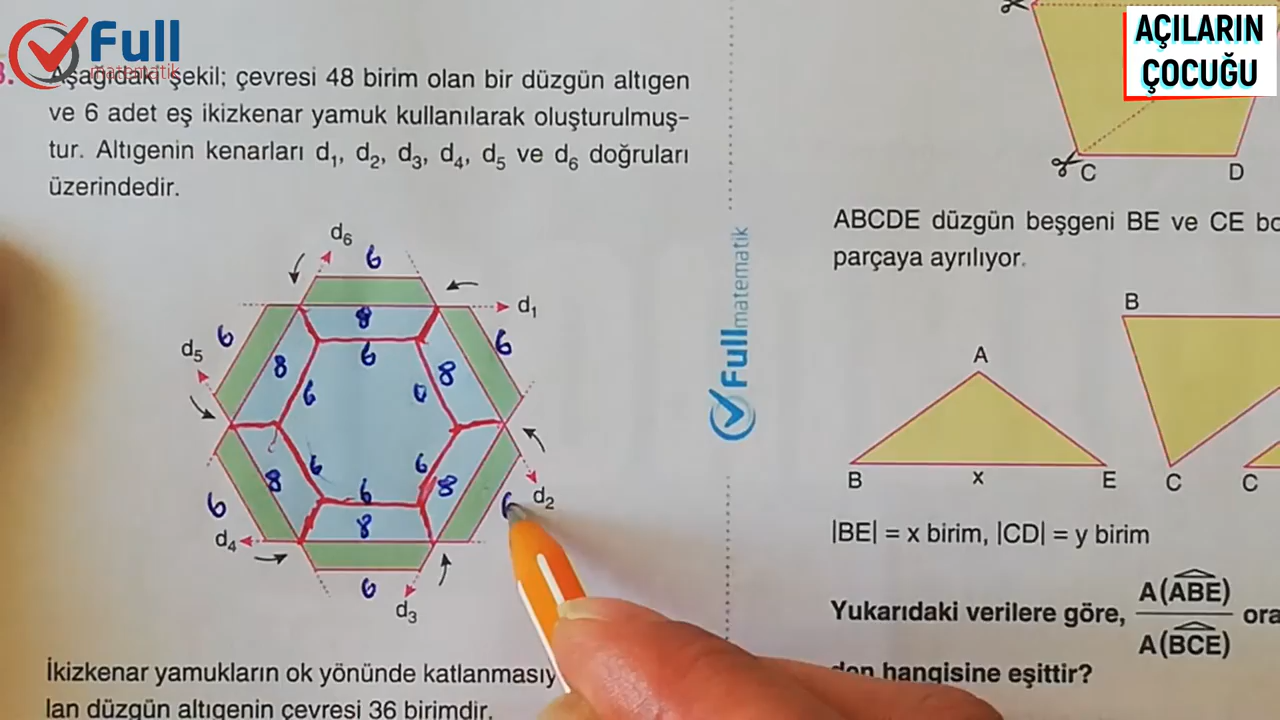 Full
matematik
AÇILARIN
ÇOCUĞU
Aşağıdaki şekil; çevresi 48 birim olan bir düzgün altıgen
ve 6 adet eş ikizkenar yamuk kullanılarak oluşturulmuş-
tur. Altıgenin kenarları d₁, d₂, d₃, d₄, d₅ ve d₆ doğruları
üzerindedir.
d₆
6
d₁
8
6
6
d₅
6
8
6
8
6
6
6
8
6
8
6
6
d₂
8
d₄
6
d₃
İkizkenar yamukların ok yönünde katlanmasıy
lan düzgün altıgenin çevresi 36 birimdir.
Full matematik
C
D
ABCDE düzgün beşgeni BE ve CE
parçaya ayrılıyor.
B
A
B
x
E
C
C
|BE| = x birim, |CD| = y birim
Yukarıdaki verilere göre, A(ABE)
A(BCE)
hangisine eşittir?